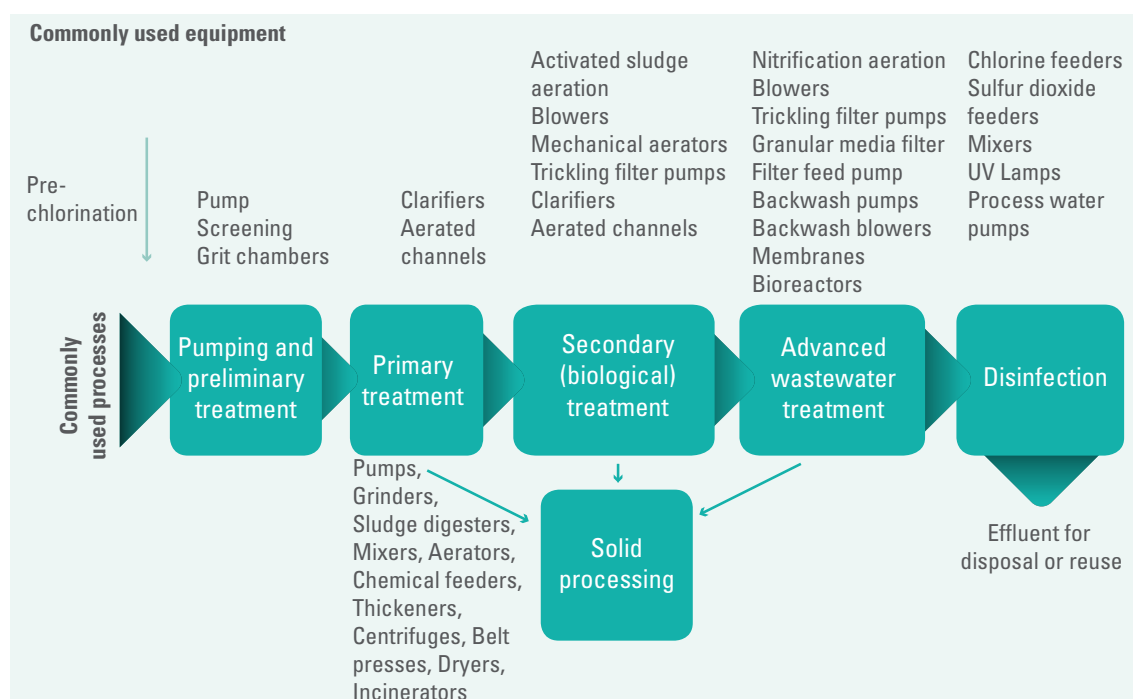 Commonly used equipment
Pre-
chlorination
Pump
Screening
Grit chambers
Clarifiers
Aerated
channels
Activated sludge
aeration
Blowers
Mechanical aerators
Trickling filter pumps
Clarifiers
Aerated channels
Nitrification aeration
Blowers
Trickling filter pumps
Granular media filter
Filter feed pump
Backwash pumps
Backwash blowers
Membranes
Bioreactors
Chlorine feeders
Sulfur dioxide
feeders
Mixers
UV Lamps
Process water
pumps
Commonly
used processes
Pumping and
preliminary
treatment
Primary
treatment
Secondary
(biological)
treatment
Advanced
wastewater
treatment
Disinfection
Pumps,
Grinders,
Sludge digesters,
Mixers, Aerators,
Chemical feeders,
Thickeners,
Centrifuges, Belt
presses, Dryers,
Incinerators
Solid
processing
Effluent for
disposal or reuse